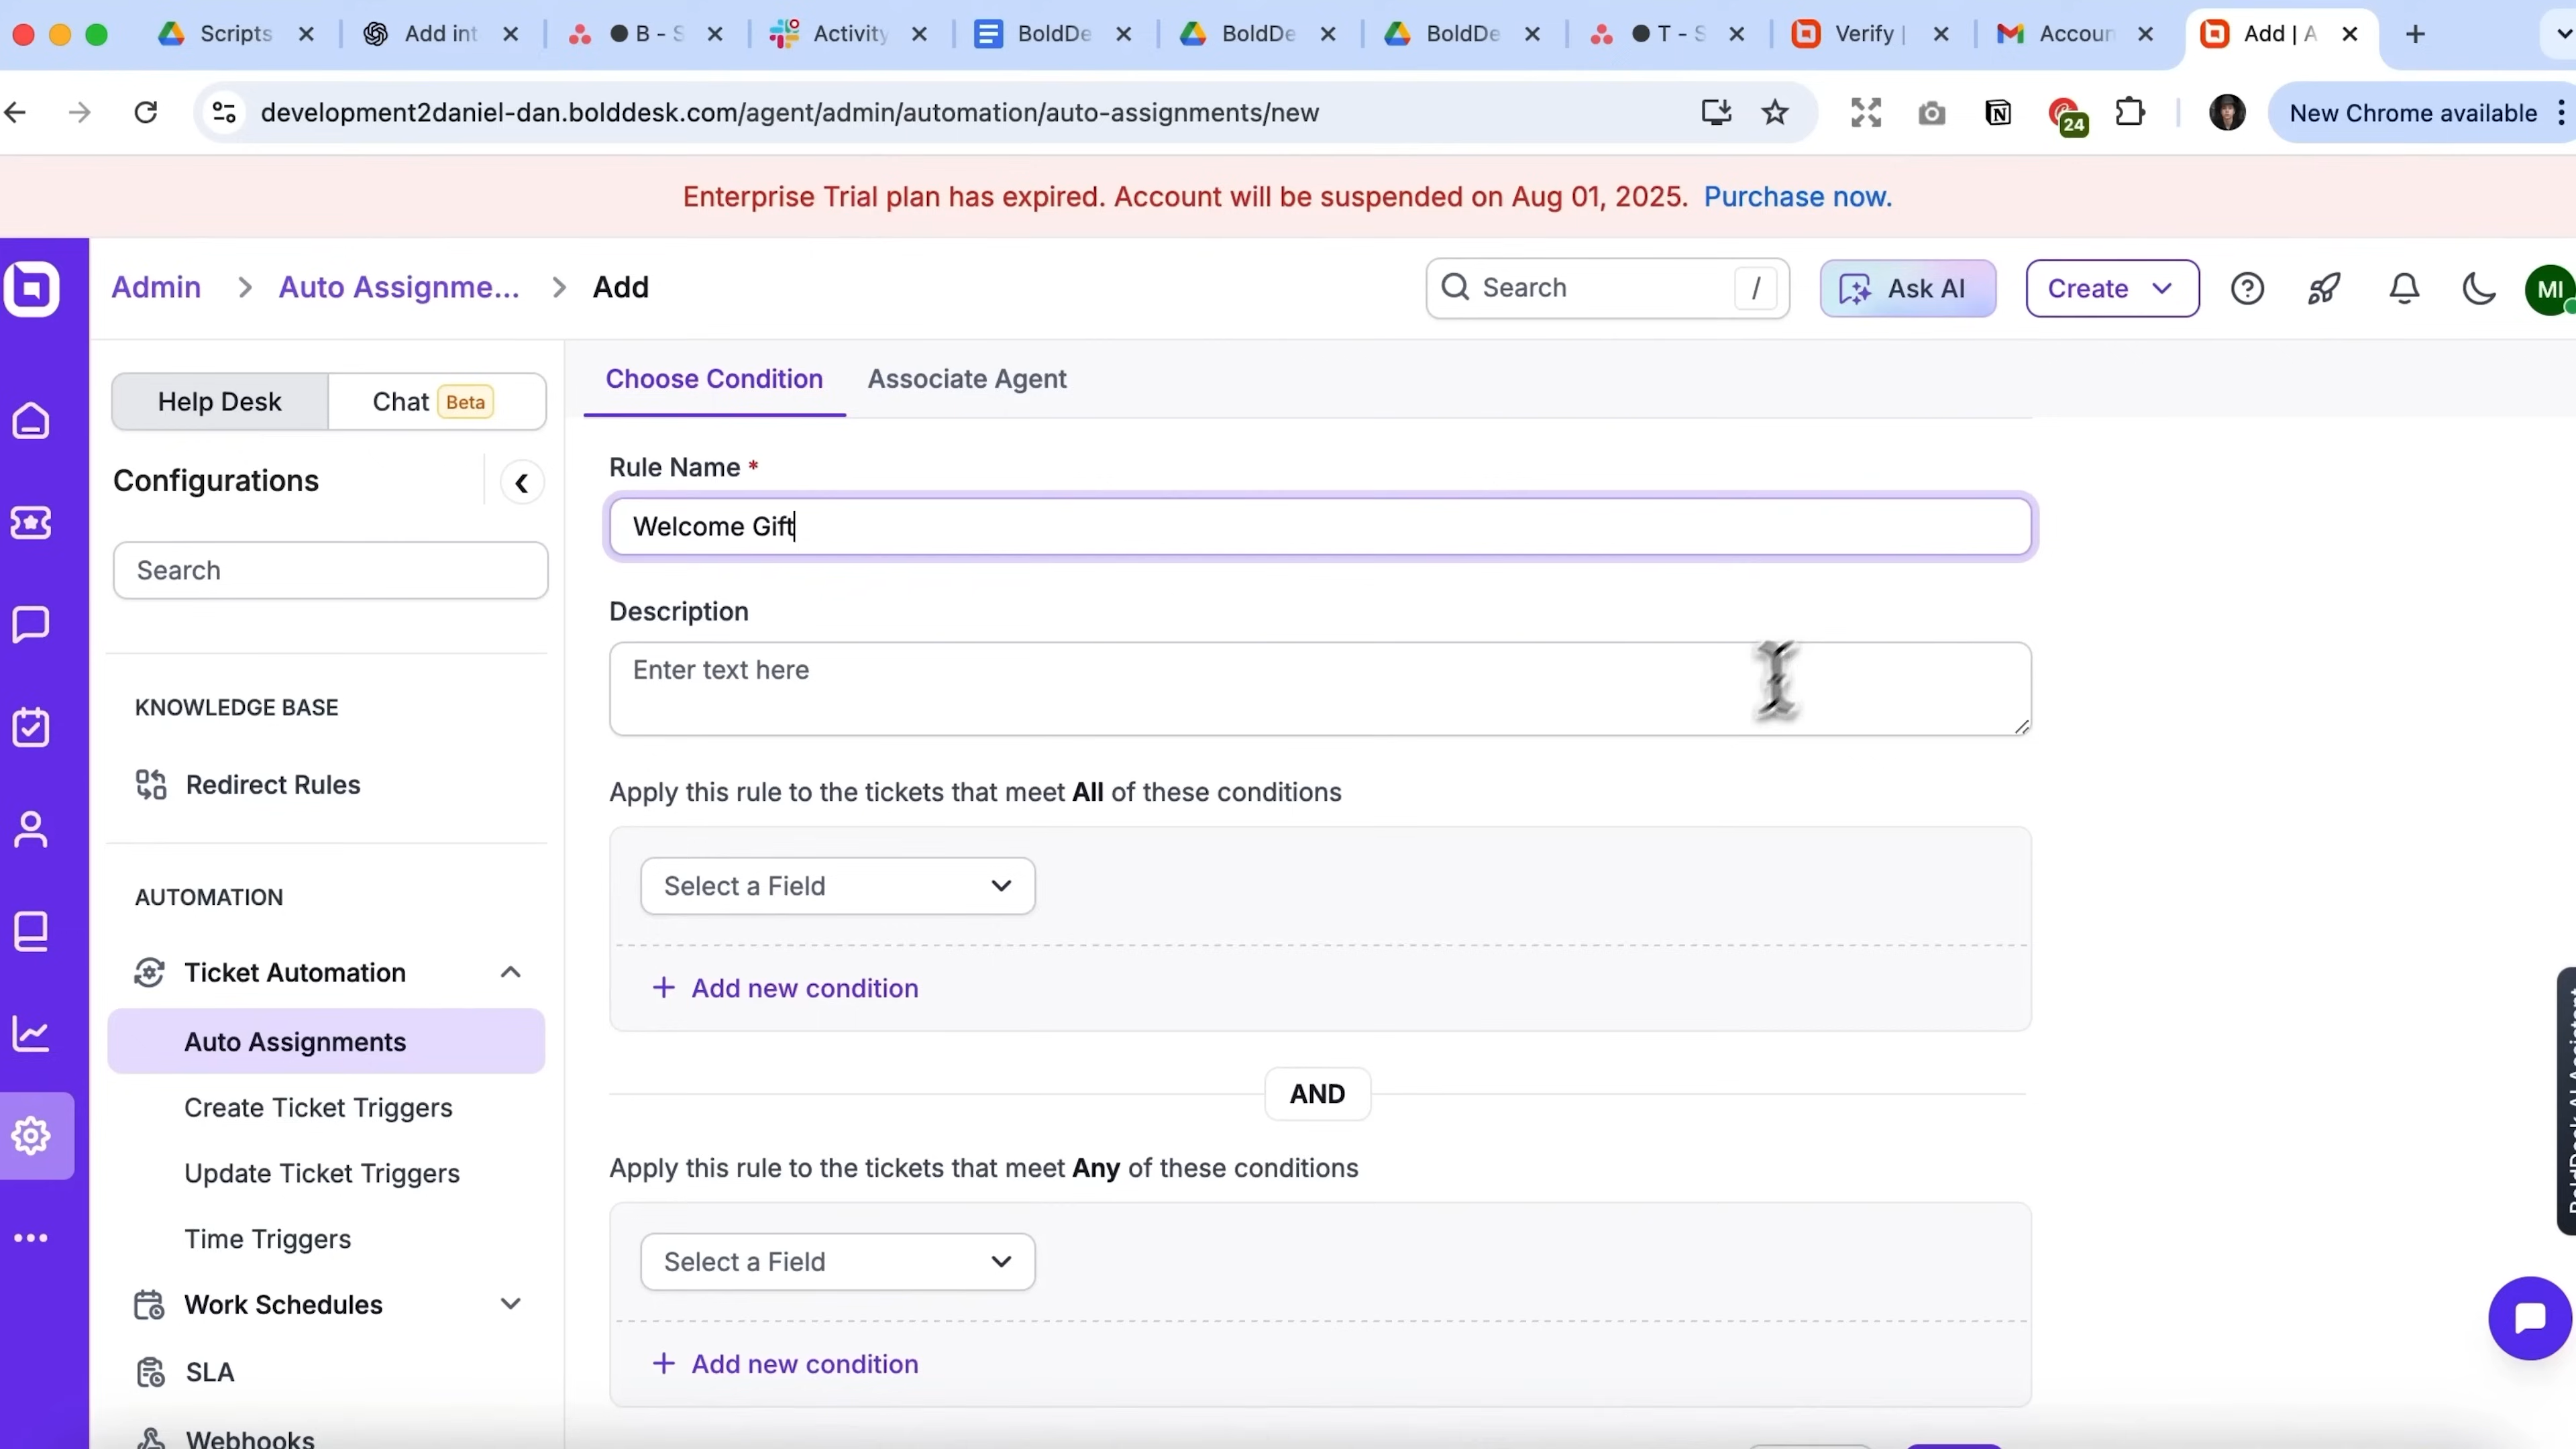 Scripts
Add int
B - S
Activity
BoldDe
BoldDe
BoldDe
T - S
Verify |
Accoun
Add | A
development2daniel-dan.bolddesk.com/agent/admin/automation/auto-assignments/new
24
New Chrome available
Enterprise Trial plan has expired. Account will be suspended on Aug 01, 2025. Purchase now.
Admin > Auto Assignme... > Add
Search /
Ask AI
Create
MI
Help Desk
Chat Beta
Choose Condition
Associate Agent
Configurations
Search
Rule Name *
Welcome Gift
Description
Enter text here
KNOWLEDGE BASE
Redirect Rules
AUTOMATION
Ticket Automation
Auto Assignments
Create Ticket Triggers
Update Ticket Triggers
Time Triggers
Work Schedules
SLA
Webhooks
Apply this rule to the tickets that meet All of these conditions
Select a Field
+ Add new condition
AND
Apply this rule to the tickets that meet Any of these conditions
Select a Field
+ Add new condition